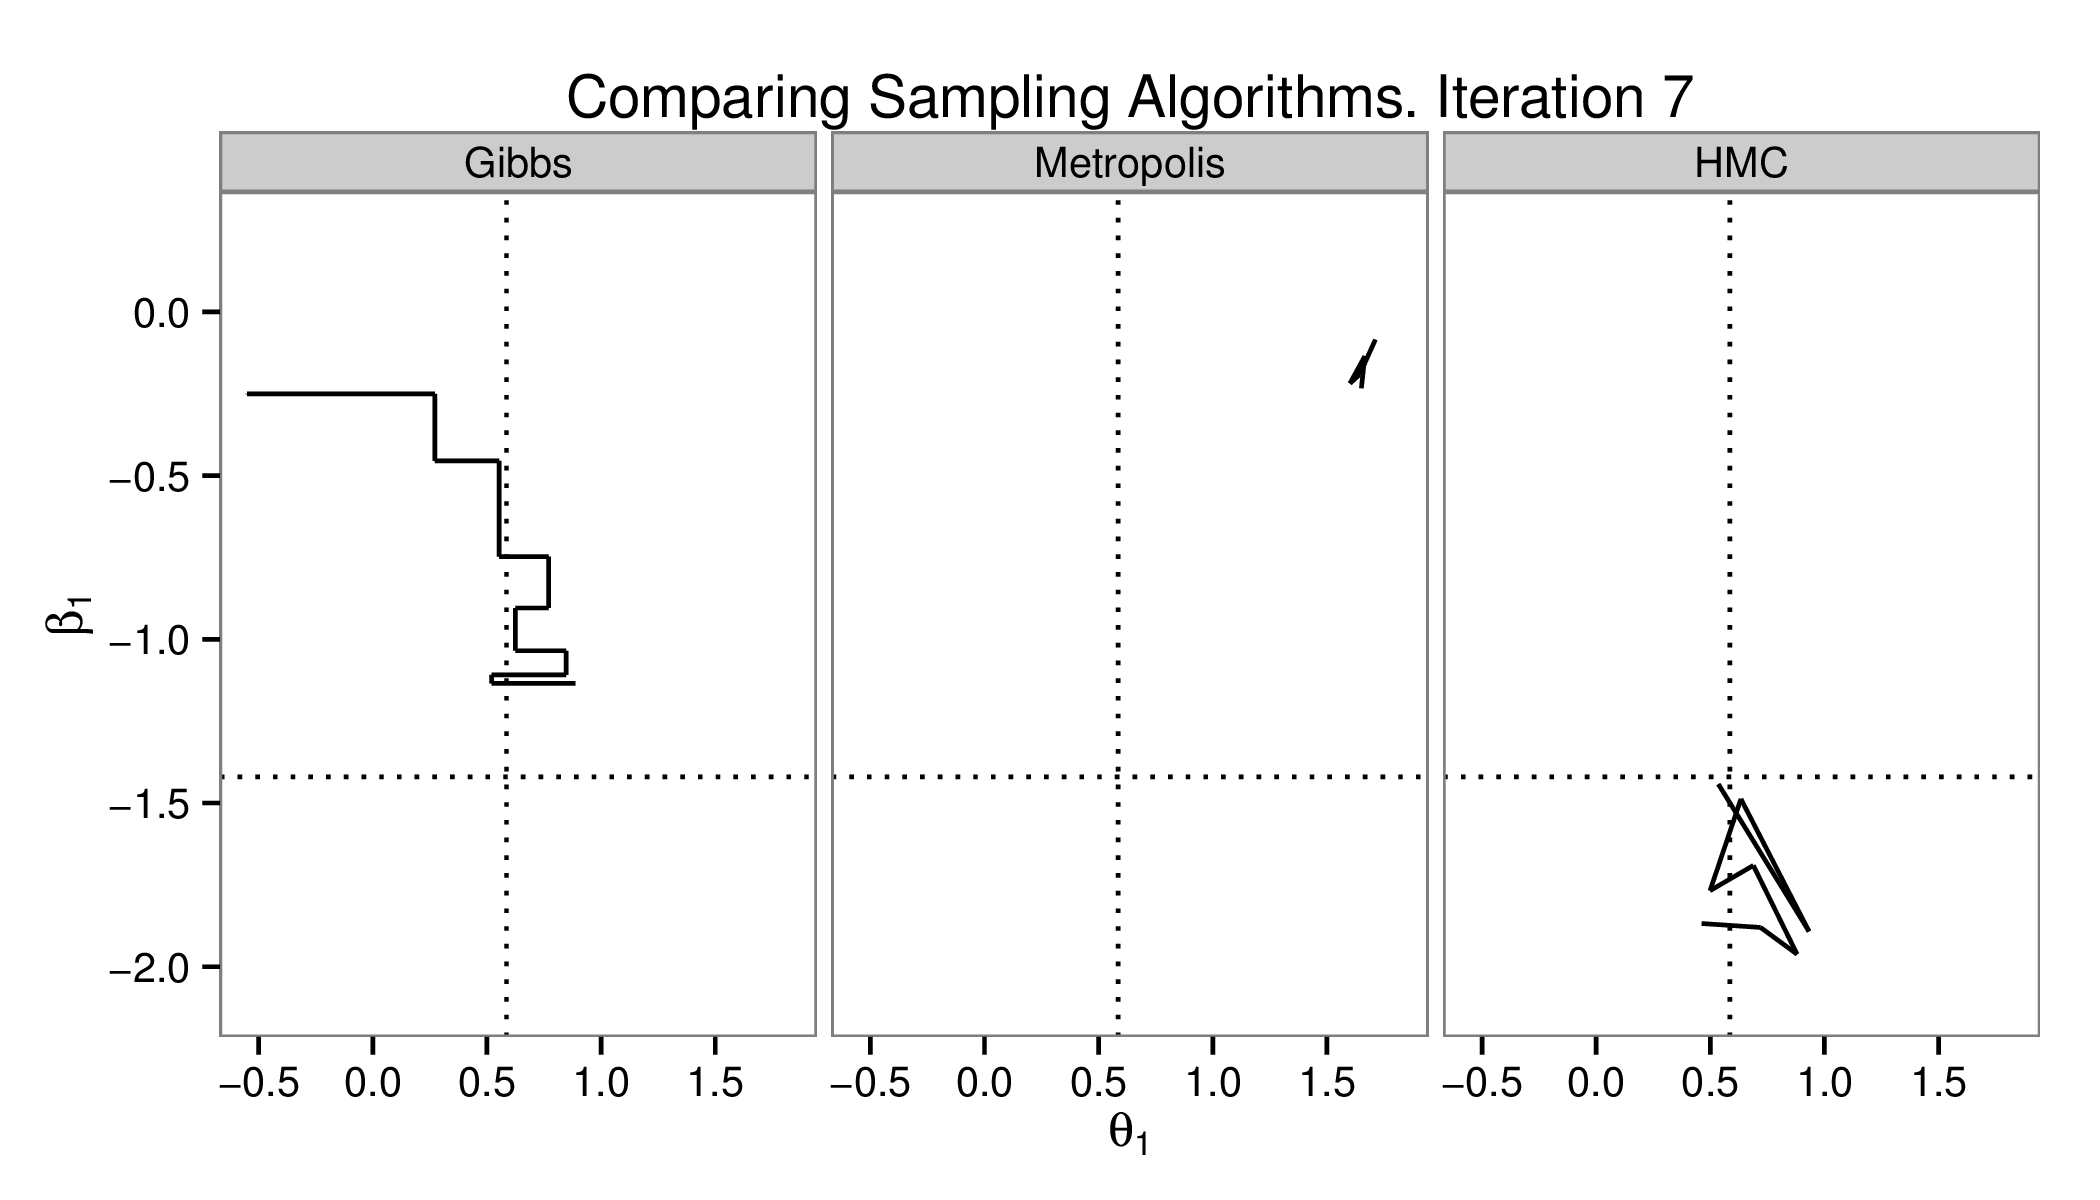 Comparing Sampling Algorithms. Iteration 7
Gibbs Metropolis HMC
β1
0.0
−0.5
−1.0
−1.5
−2.0
−0.5 0.0 0.5 1.0 1.5 −0.5 0.0 0.5 1.0 1.5 −0.5 0.0 0.5 1.0 1.5
θ1